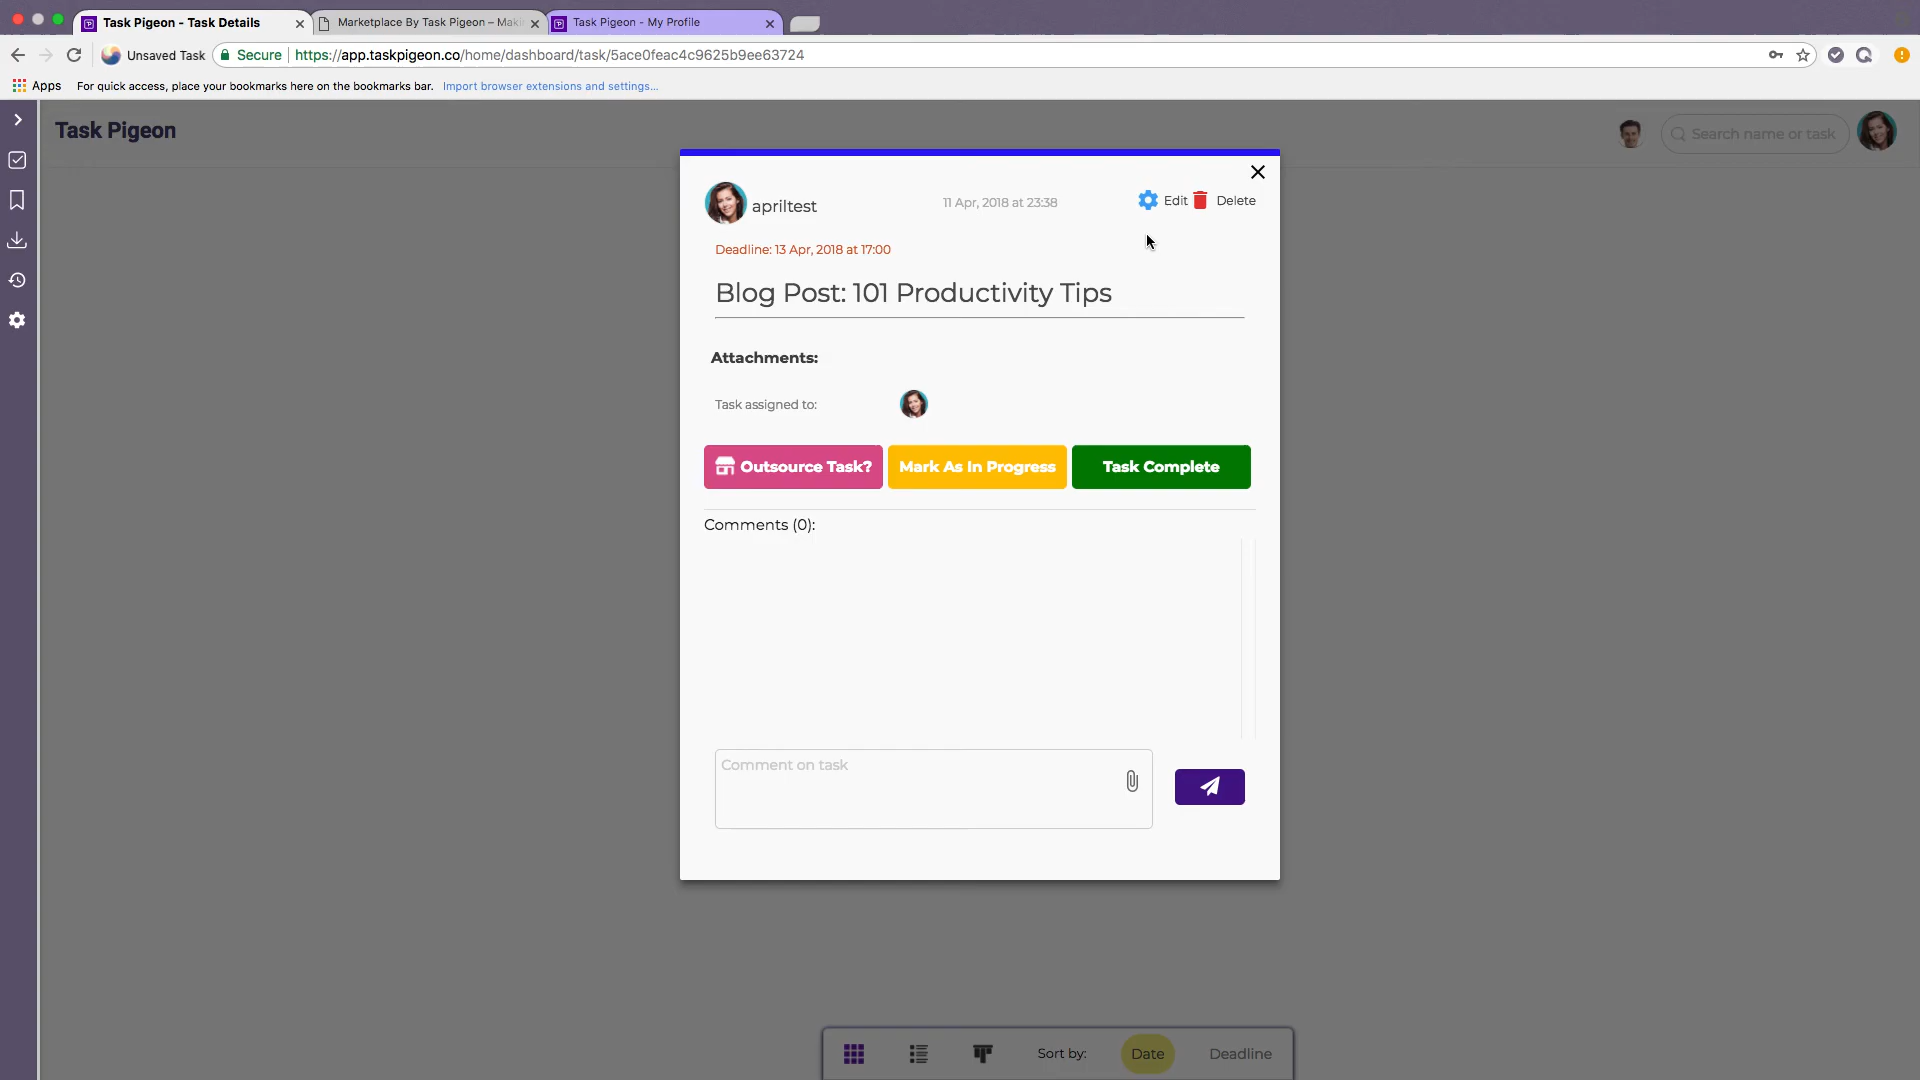 Task Pigeon - Task Details
Marketplace By Task Pigeon – Maki
Task Pigeon - My Profile
Unsaved Task
Secure
https://app.taskpigeon.co/home/dashboard/task/5ace0feac4c9625b9ee63724
Apps
For quick access, place your bookmarks here on the bookmarks bar.
Import browser extensions and settings...
Task Pigeon
Search name or task
apriltest
11 Apr, 2018 at 23:38
Edit
Delete
Deadline: 13 Apr, 2018 at 17:00
Blog Post: 101 Productivity Tips
Attachments:
Task assigned to:
Outsource Task?
Mark As In Progress
Task Complete
Comments (0):
Comment on task
Sort by:
Date
Deadline